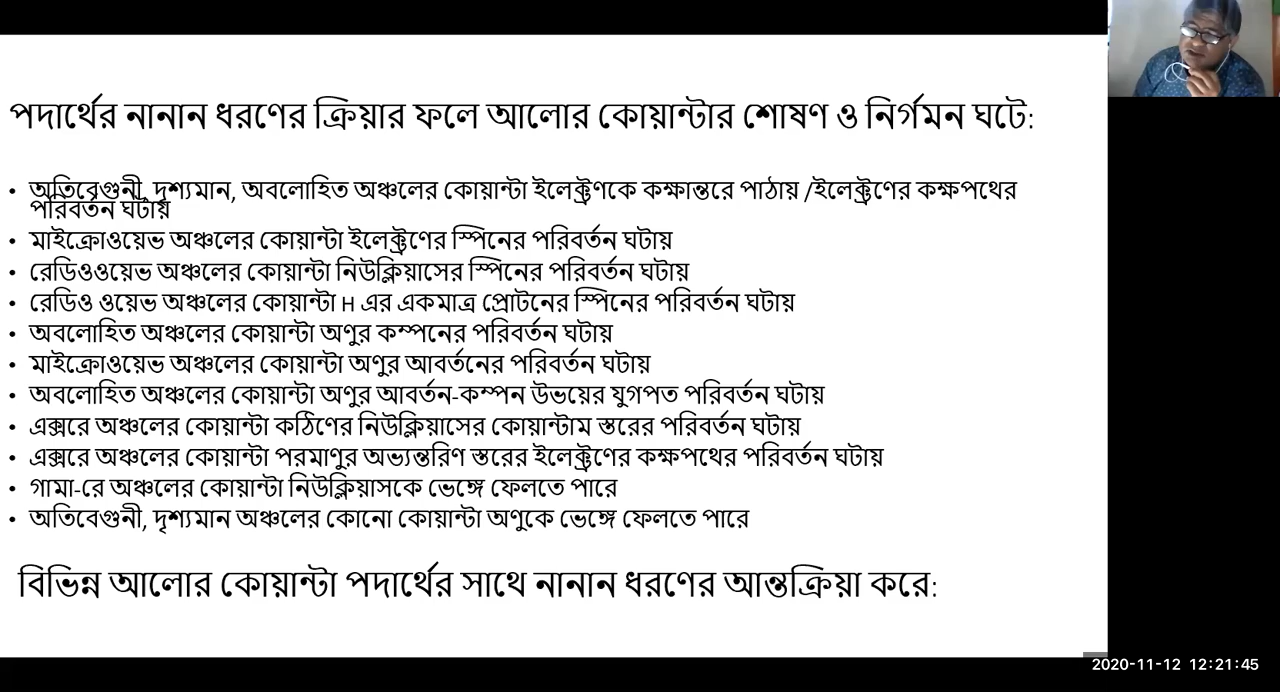 পদার্থের নানান ধরণের ক্রিয়ার ফলে আলোর কোয়ান্টার শোষণ ও নির্গমন ঘটে:
• অতিবেগুনী, দৃশ্যমান, অবলোহিত অঞ্চলের কোয়ান্টা ইলেক্ট্রণকে কক্ষান্তরে পাঠায় /ইলেক্ট্রণের কক্ষপথের
পরিবর্তন ঘটায়
• মাইক্রোওয়েভ অঞ্চলের কোয়ান্টা ইলেক্ট্রণের স্পিনের পরিবর্তন ঘটায়
• রেডিওওয়েভ অঞ্চলের কোয়ান্টা নিউক্লিয়াসের স্পিনের পরিবর্তন ঘটায়
• রেডিও ওয়েভ অঞ্চলের কোয়ান্টা H এর একমাত্র প্রোটনের স্পিনের পরিবর্তন ঘটায়
• অবলোহিত অঞ্চলের কোয়ান্টা অণুর কম্পনের পরিবর্তন ঘটায়
• মাইক্রোওয়েভ অঞ্চলের কোয়ান্টা অণুর আবর্তনের পরিবর্তন ঘটায়
• অবলোহিত অঞ্চলের কোয়ান্টা অণুর আবর্তন-কম্পন উভয়ের যুগপত পরিবর্তন ঘটায়
• এক্সরে অঞ্চলের কোয়ান্টা কঠিণের নিউক্লিয়াসের কোয়ান্টাম স্তরের পরিবর্তন ঘটায়
• এক্সরে অঞ্চলের কোয়ান্টা পরমাণুর অভ্যন্তরিণ স্তরের ইলেক্ট্রণের কক্ষপথের পরিবর্তন ঘটায়
• গামা-রে অঞ্চলের কোয়ান্টা নিউক্লিয়াসকে ভেঙ্গে ফেলতে পারে
• অতিবেগুনী, দৃশ্যমান অঞ্চলের কোনো কোয়ান্টা অণুকে ভেঙ্গে ফেলতে পারে
বিভিন্ন আলোর কোয়ান্টা পদার্থের সাথে নানান ধরণের আন্তক্রিয়া করে:
2020-11-12 12:21:45